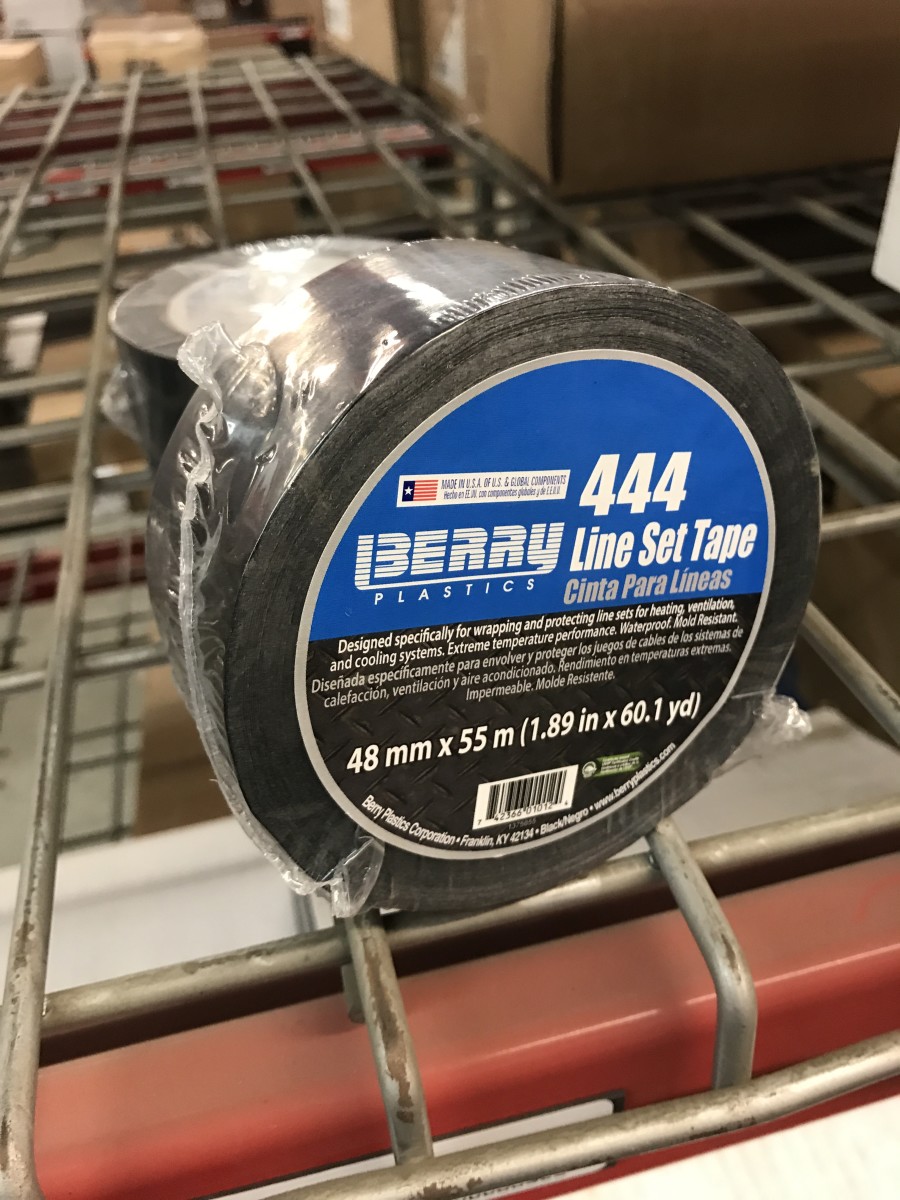 MADE IN U.S.A. OF U.S. & GLOBAL COMPONENTS
Hecho en EE.UU. con componentes globales y de E.E.U.U.
444
BERRY
PLASTICS
Line Set Tape
Cinta Para Líneas
Designed specifically for wrapping and protecting line sets for heating, ventilation,
and cooling systems. Extreme temperature performance. Waterproof. Mold Resistant.
Diseñada específicamente para envolver y proteger los juegos de cables de los sistemas de
calefacción, ventilación y aire acondicionado. Rendimiento en temperaturas extremas.
Impermeable. Molde Resistente.
48 mm x 55 m (1.89 in x 60.1 yd)
7 42366 01012 4
Berry Plastics Corporation • Franklin, KY 42134 • Black/Negro • www.berryplastics.com